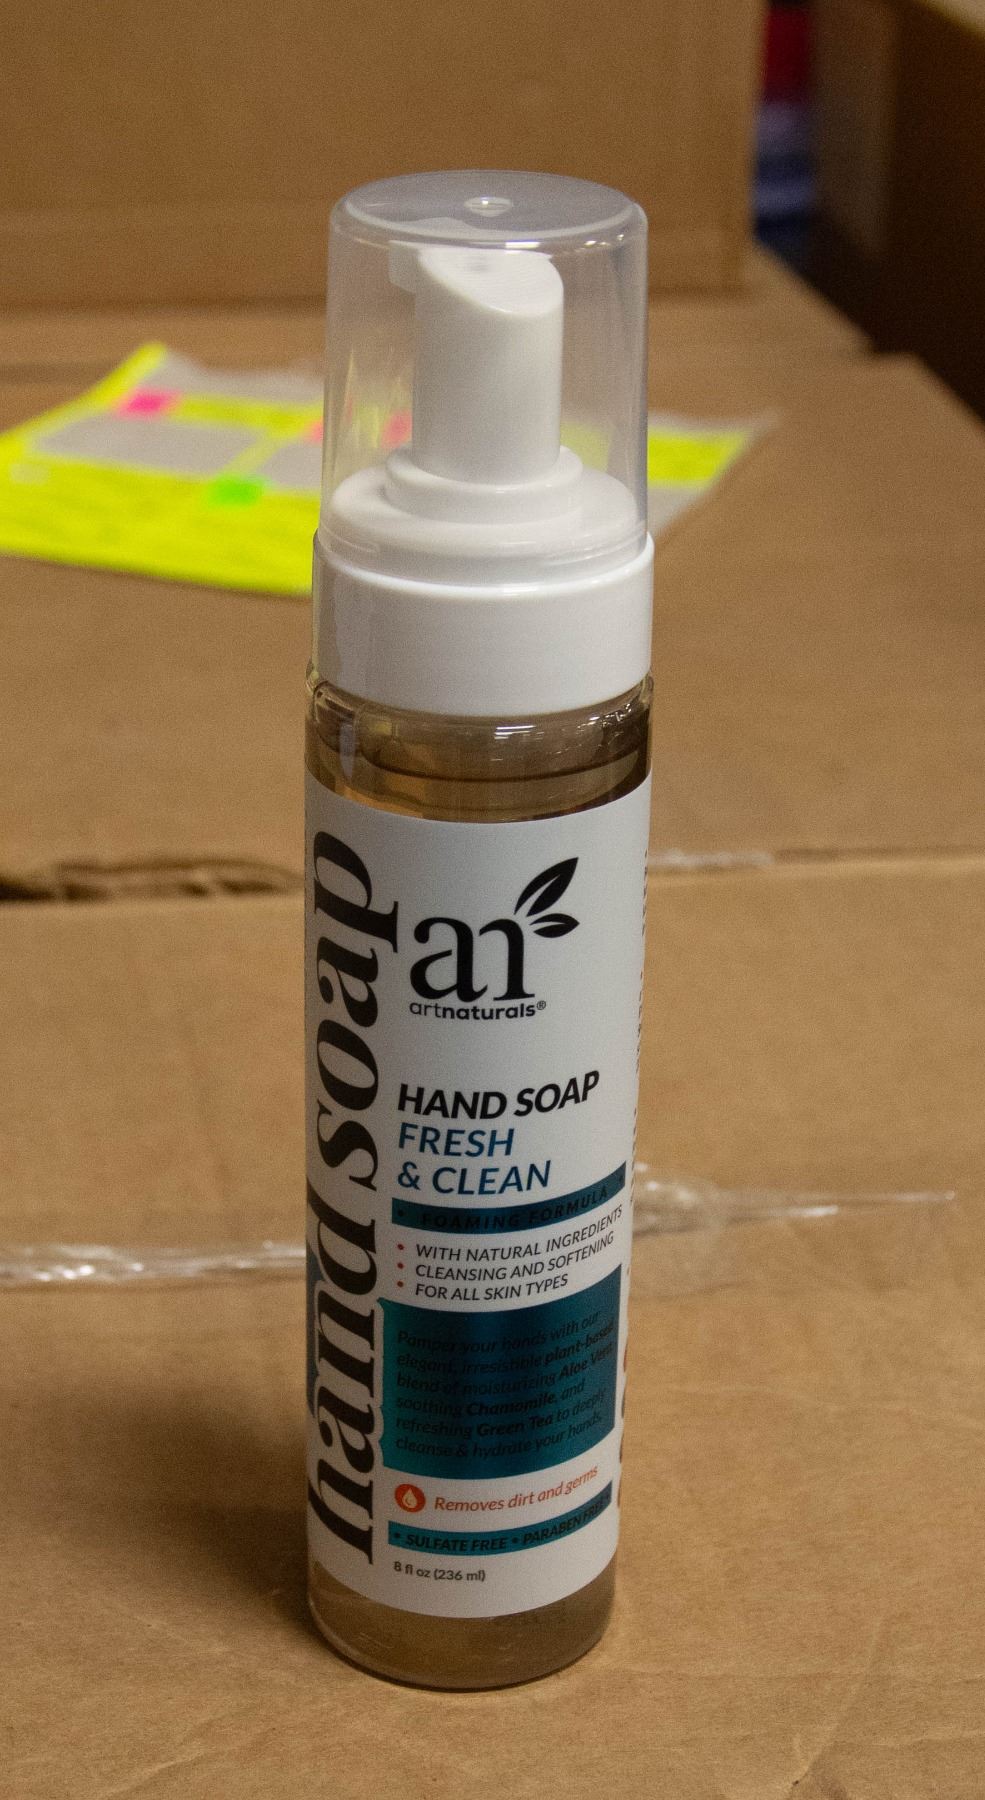 hand soap
ar
artnaturals®
HAND SOAP
FRESH
& CLEAN
• FOAMING FORMULA •
• WITH NATURAL INGREDIENTS
• CLEANSING AND SOFTENING
• FOR ALL SKIN TYPES
Pamper your hands with our
elegant, irresistible plant-based
blend of moisturizing Aloe Vera,
soothing Chamomile, and
refreshing Green Tea to deeply
cleanse & hydrate your hands.
Removes dirt and germs
• SULFATE FREE • PARABEN FREE •
8 fl oz (236 ml)